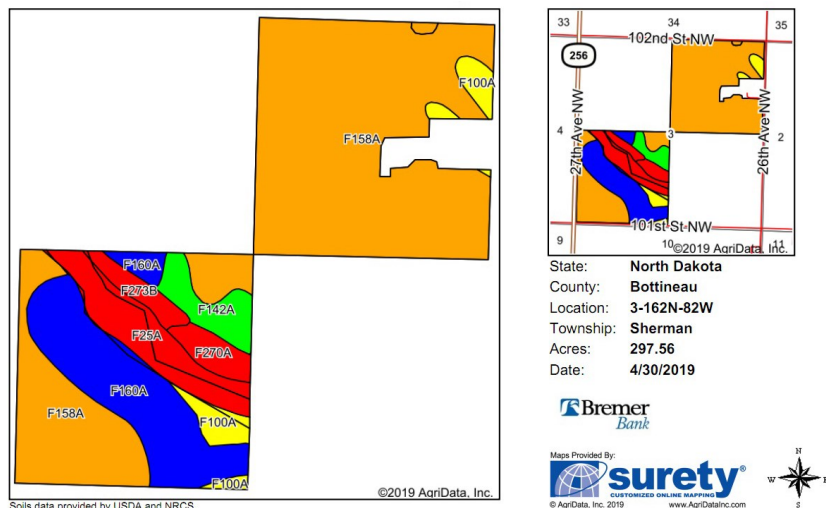 F100A
F158A
F160A
F273B
F142A
F25A
F270A
F160A
F158A
F100A
F100A
©2019 AgriData, Inc.
Soils data provided by USDA and NRCS
33
34
35
102nd St NW
256
4
3
2
27th Ave NW
26th Ave NW
101st St NW
9
10
11
©2019 AgriData, Inc.
State: North Dakota
County: Bottineau
Location: 3-162N-82W
Township: Sherman
Acres: 297.56
Date: 4/30/2019
Bremer
Bank
Maps Provided By:
surety®
CUSTOMIZED ONLINE MAPPING
© AgriData, Inc. 2019 www.AgriDataInc.com
N
W
E
S